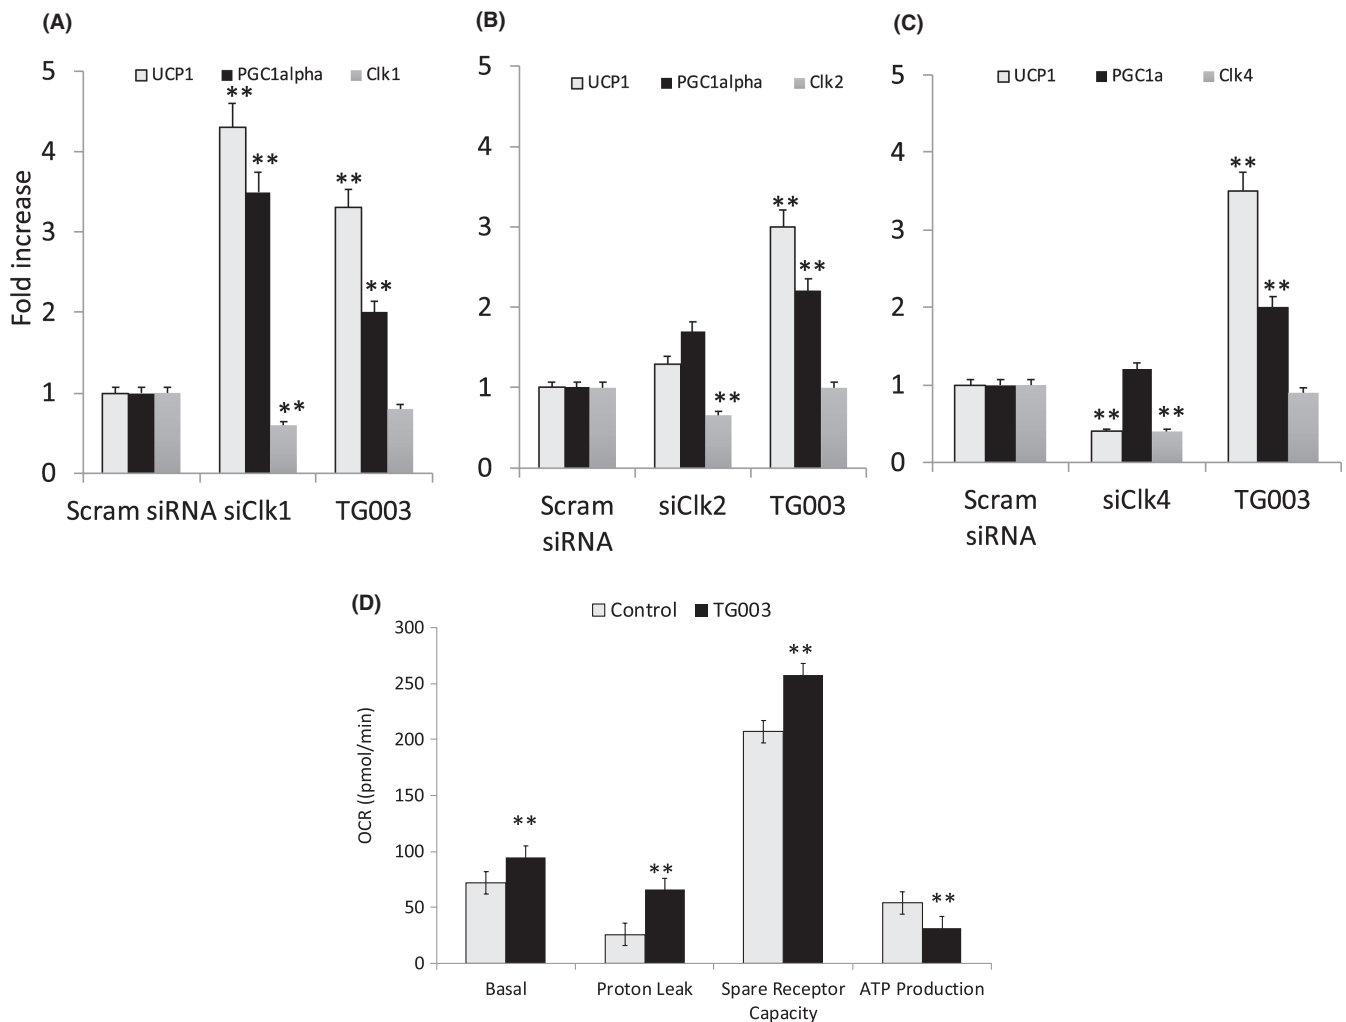 (A)
UCP1 PGC1alpha Clk1
Fold increase
5
4
3
2
1
0
**
**
**
**
**
Scram siRNA siClk1 TG003
(B)
UCP1 PGC1alpha Clk2
5
4
3
2
1
0
**
**
**
Scram
siRNA
siClk2 TG003
(C)
UCP1 PGC1a Clk4
5
4
3
2
1
0
**
**
**
**
Scram
siRNA
siClk4 TG003
(D)
Control TG003
OCR ((pmol/min)
300
250
200
150
100
50
0
**
**
**
**
Basal Proton Leak Spare Receptor ATP Production
Capacity